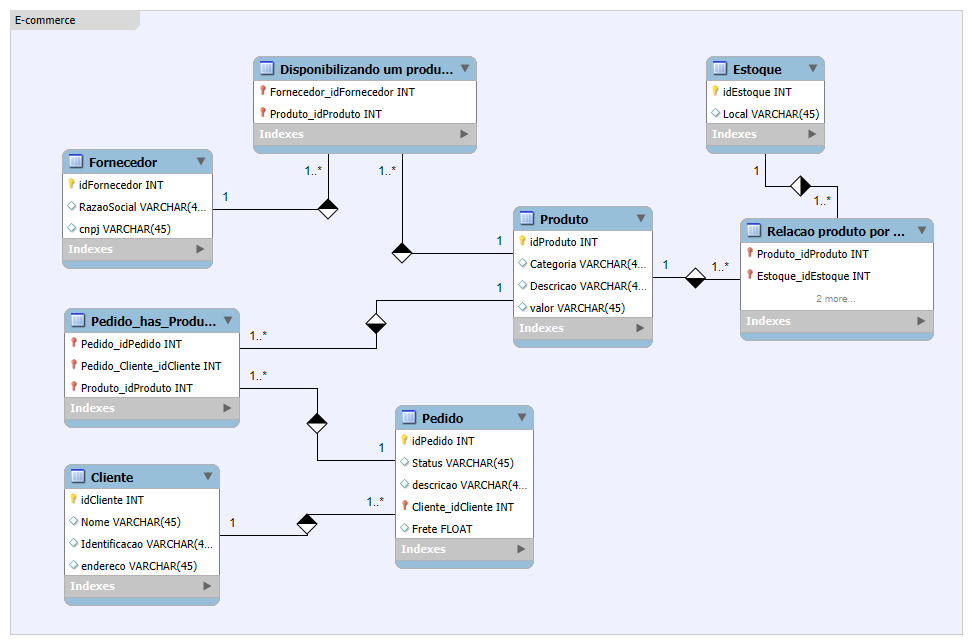 E-commerce
Disponibilizando um produ...
Fornecedor_idFornecedor INT
Produto_idProduto INT
Indexes
Estoque
idEstoque INT
Local VARCHAR(45)
Indexes
Fornecedor
idFornecedor INT
RazaoSocial VARCHAR(4...
cnpj VARCHAR(45)
Indexes
1
1..*
1..*
1
1
1..*
Produto
idProduto INT
Categoria VARCHAR(4...
Descricao VARCHAR(4...
valor VARCHAR(45)
Indexes
1
1
1..*
Relacao produto por ...
Produto_idProduto INT
Estoque_idEstoque INT
2 more...
Indexes
Pedido_has_Produ...
Pedido_idPedido INT
Pedido_Cliente_idCliente INT
Produto_idProduto INT
Indexes
1..*
1..*
1
Pedido
idPedido INT
Status VARCHAR(45)
descricao VARCHAR(4...
Cliente_idCliente INT
Frete FLOAT
Indexes
Cliente
idCliente INT
Nome VARCHAR(45)
Identificacao VARCHAR(4...
endereco VARCHAR(45)
Indexes
1
1..*